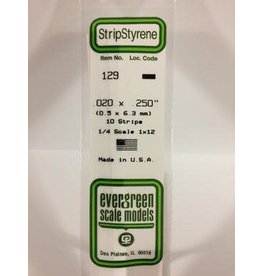 StripStyrene
Item No. Loc. Code
129
.020 x .250"
(0.5 x 6.3 mm)
10 Strips
1/4 Scale 1x12
Made in U.S.A.
evergreen
scale models
Des Plaines, IL 60018